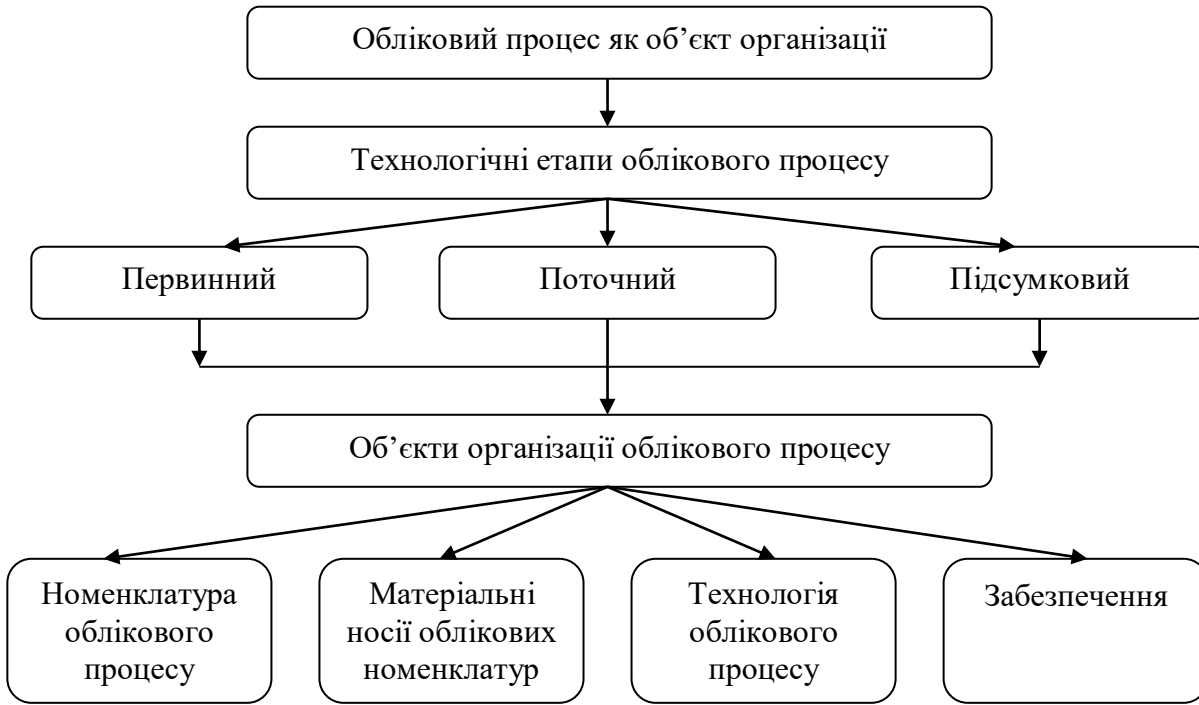 Обліковий процес як об’єкт організації
Технологічні етапи облікового процесу
Первинний
Поточний
Підсумковий
Об’єкти організації облікового процесу
Номенклатура
облікового
процесу
Матеріальні
носії облікових
номенклатур
Технологія
облікового
процесу
Забезпечення